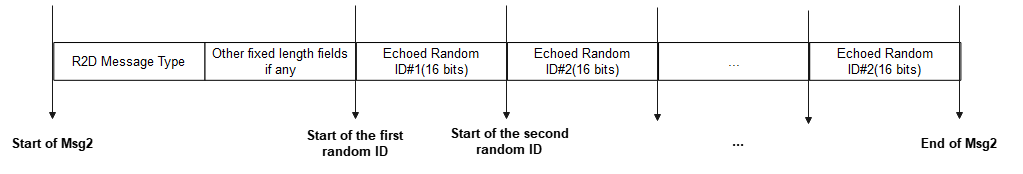 R2D Message Type
Other fixed length fields
if any
Echoed Random
ID#1(16 bits)
Echoed Random
ID#2(16 bits)
...
Echoed Random
ID#2(16 bits)
Start of Msg2
Start of the first
random ID
Start of the second
random ID
...
End of Msg2